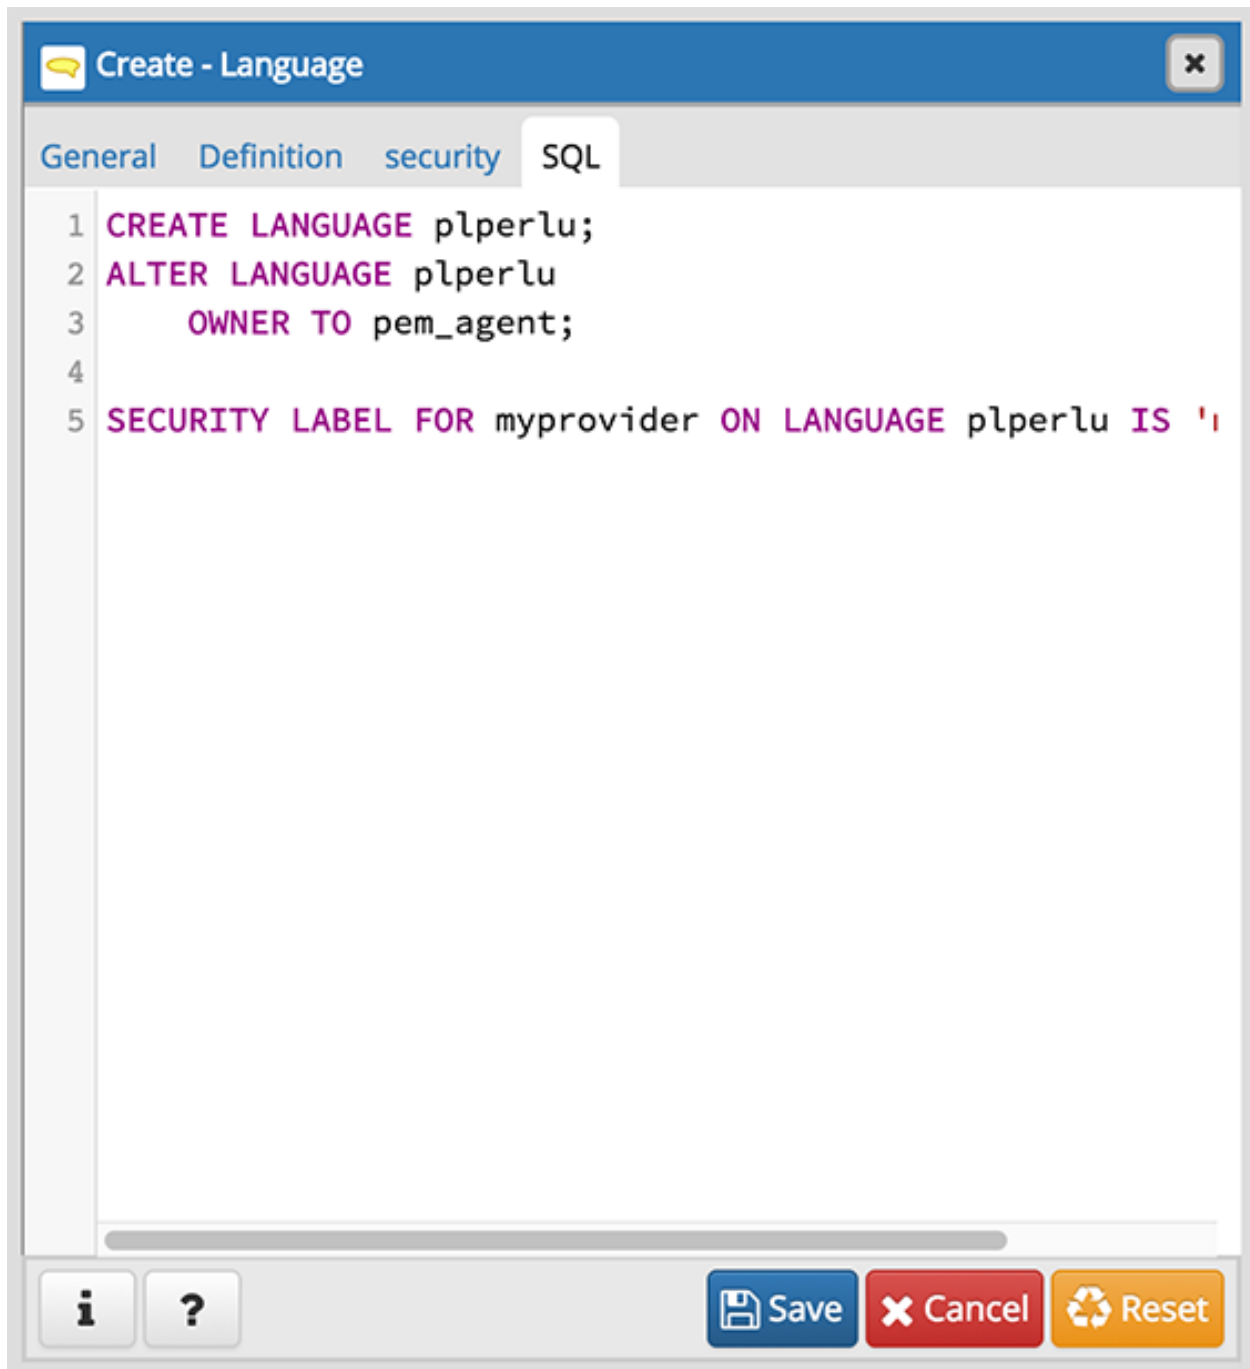 Create - Language
General Definition security SQL
1 CREATE LANGUAGE plperlu;
2 ALTER LANGUAGE plperlu
3 OWNER TO pem_agent;
4
5 SECURITY LABEL FOR myprovider ON LANGUAGE plperlu IS '
i ? Save Cancel Reset